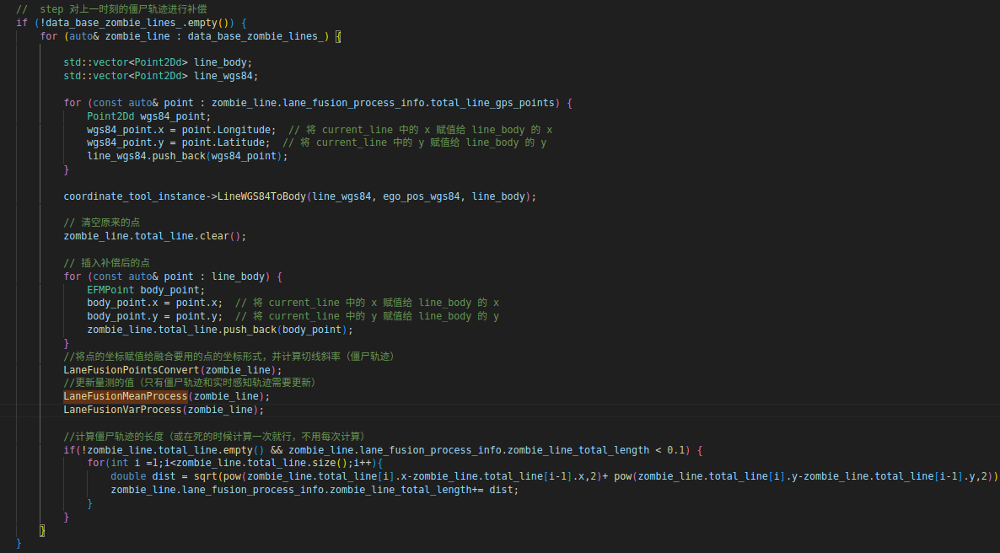 //  step 对上一时刻的僵尸轨迹进行补偿
if (!data_base_zombie_lines_.empty()) {
    for (auto& zombie_line : data_base_zombie_lines_) {
        std::vector<Point2Dd> line_body;
        std::vector<Point2Dd> line_wgs84;
        for (const auto& point : zombie_line.lane_fusion_process_info.total_line_gps_points) {
            Point2Dd wgs84_point;
            wgs84_point.x = point.Longitude;  // 将 current_line 中的 x 赋值给 line_body 的 x
            wgs84_point.y = point.Latitude;  // 将 current_line 中的 y 赋值给 line_body 的 y
            line_wgs84.push_back(wgs84_point);
        }
        coordinate_tool_instance->LineWGS84ToBody(line_wgs84, ego_pos_wgs84, line_body);
        // 清空原来的点
        zombie_line.total_line.clear();
        // 插入补偿后的点
        for (const auto& point : line_body) {
            EFMPoint body_point;
            body_point.x = point.x;  // 将 current_line 中的 x 赋值给 line_body 的 x
            body_point.y = point.y;  // 将 current_line 中的 y 赋值给 line_body 的 y
            zombie_line.total_line.push_back(body_point);
        }
        //将点的坐标赋值给融合要用的点的坐标形式，并计算切线斜率（僵尸轨迹）
        LaneFusionPointsConvert(zombie_line);
        //更新量测的值（只有僵尸轨迹和实时感知轨迹需要更新）
        LaneFusionMeanProcess(zombie_line);
        LaneFusionVarProcess(zombie_line);
        //计算僵尸轨迹的长度（或在死的时候计算一次就行，不用每次计算）
        if(!zombie_line.total_line.empty() && zombie_line.lane_fusion_process_info.zombie_line_total_length < 0.1) {
            for(int i =1;i<zombie_line.total_line.size();i++){
                double dist = sqrt(pow(zombie_line.total_line[i].x-zombie_line.total_line[i-1].x,2)+ pow(zombie_line.total_line[i].y-zombie_line.total_line[i-1].y,2))
                zombie_line.lane_fusion_process_info.zombie_line_total_length+= dist;
            }
        }
    }
}